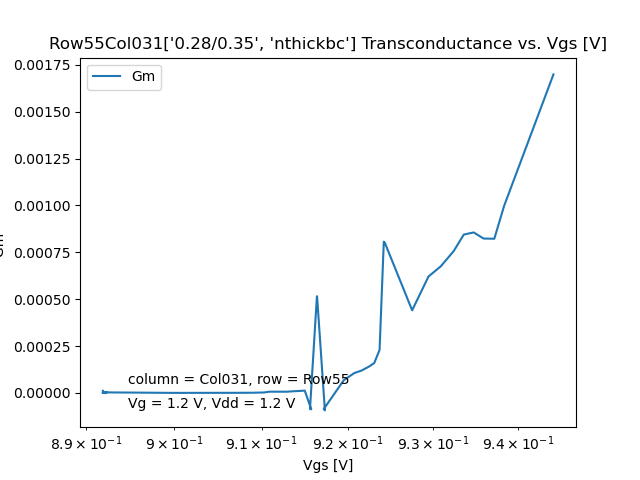 Row55Col031['0.28/0.35', 'nthickbc'] Transconductance vs. Vgs [V]
Gm
0.00175
0.00150
0.00125
0.00100
0.00075
0.00050
0.00025
0.00000
column = Col031, row = Row55
Vg = 1.2 V, Vdd = 1.2 V
8.9 × 10⁻¹ 9 × 10⁻¹ 9.1 × 10⁻¹ 9.2 × 10⁻¹ 9.3 × 10⁻¹ 9.4 × 10⁻¹
Vgs [V]